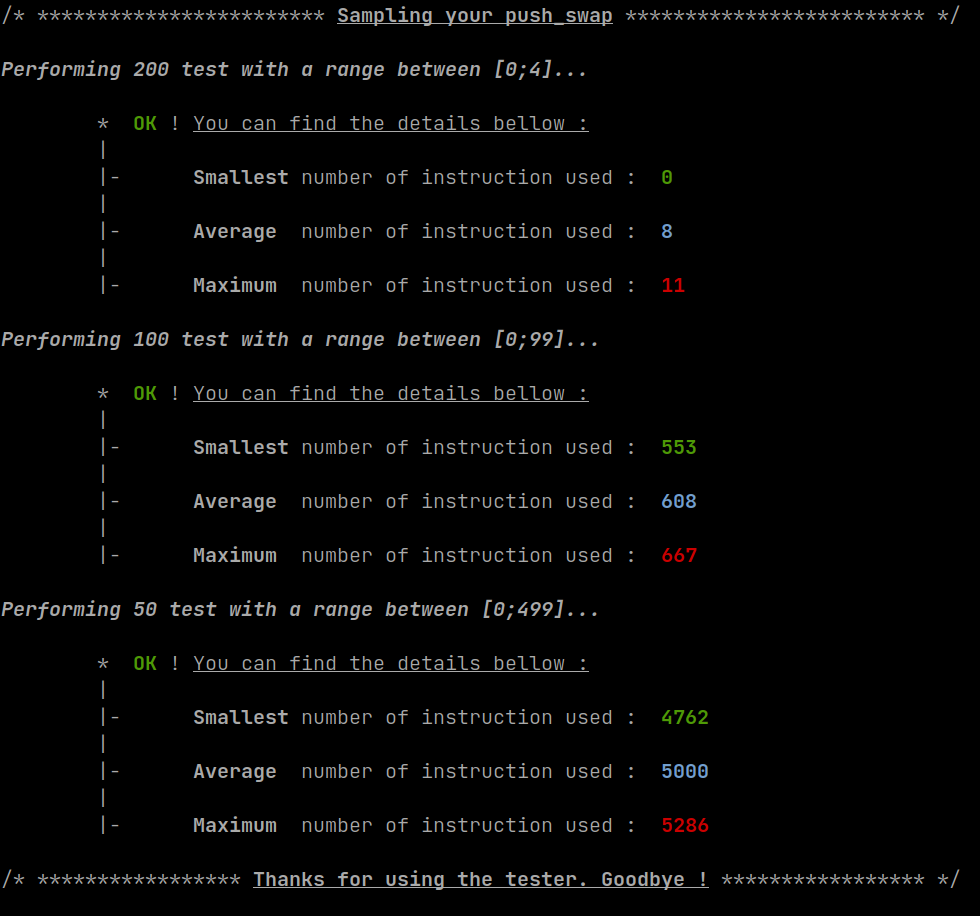 /* ************************ Sampling your push_swap ************************* */
Performing 200 test with a range between [0;4]...
* OK ! You can find the details bellow :
|
|- Smallest number of instruction used : 0
|
|- Average number of instruction used : 8
|
|- Maximum number of instruction used : 11
Performing 100 test with a range between [0;99]...
* OK ! You can find the details bellow :
|
|- Smallest number of instruction used : 553
|
|- Average number of instruction used : 608
|
|- Maximum number of instruction used : 667
Performing 50 test with a range between [0;499]...
* OK ! You can find the details bellow :
|
|- Smallest number of instruction used : 4762
|
|- Average number of instruction used : 5000
|
|- Maximum number of instruction used : 5286
/* ***************** Thanks for using the tester. Goodbye ! ***************** */